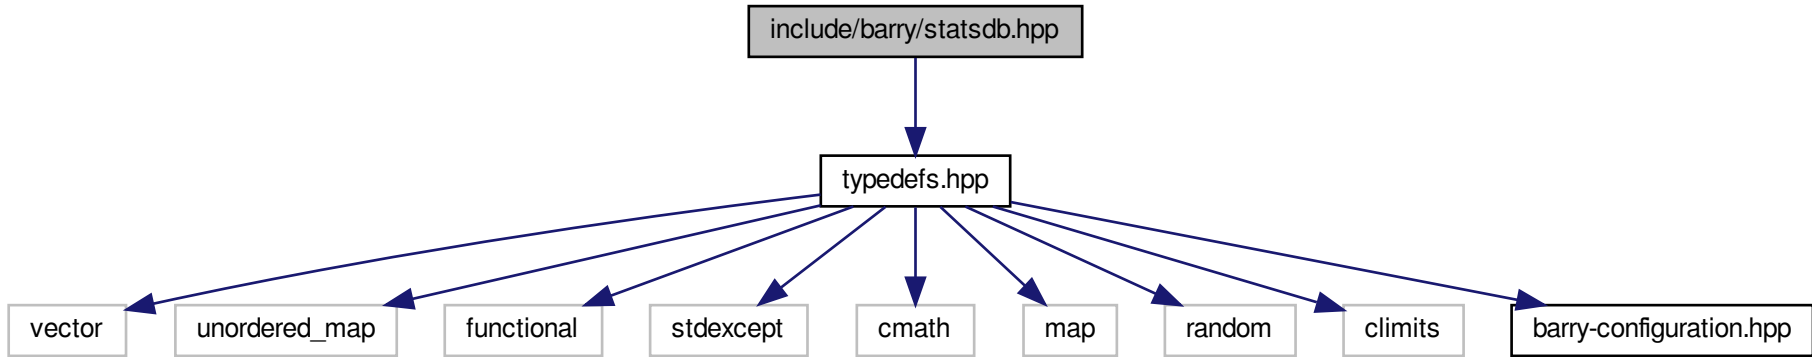 include/barry/statsdb.hpp
typedefs.hpp
vector
unordered_map
functional
stdexcept
cmath
map
random
climits
barry-configuration.hpp